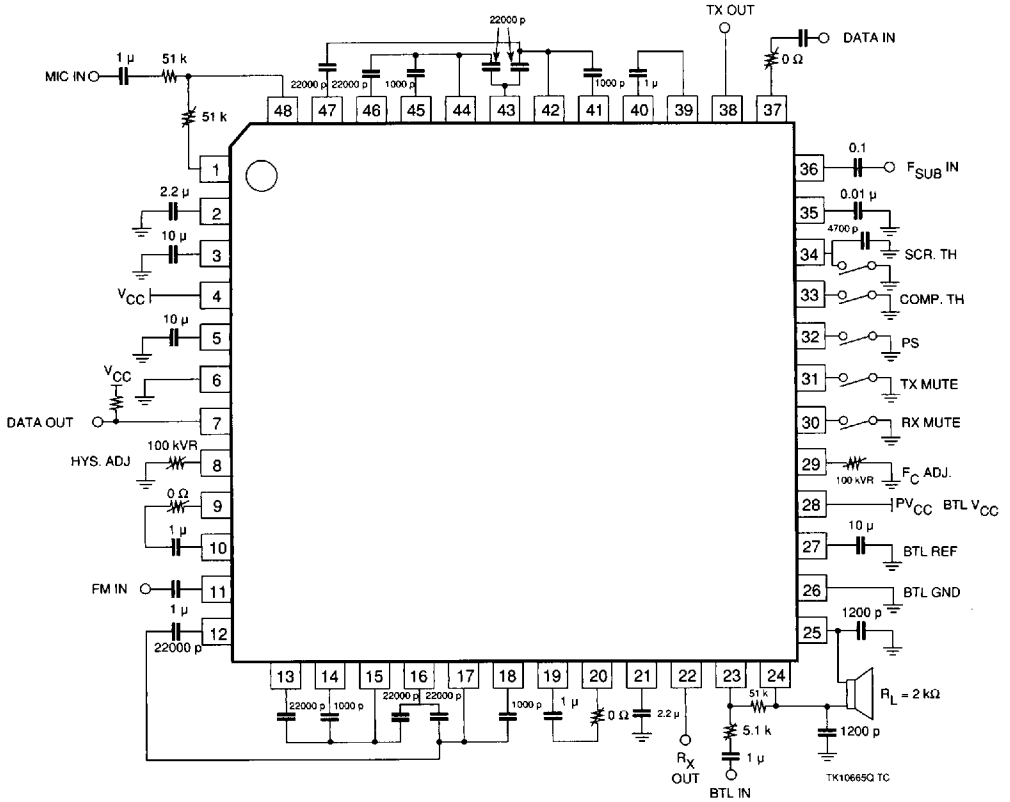 TX OUT
22000 p
DATA IN
0 Ω
1 µ
51 k
MIC IN
22000 p
22000 p
1000 p
1000 p
1 µ
51 k
48
47
46
45
44
43
42
41
40
39
38
37
1
36
0.1
FSUB IN
2.2 µ
2
35
0.01 µ
10 µ
3
34
4700 p
SCR. TH
VCC
4
33
COMP. TH
10 µ
5
32
PS
VCC
6
31
TX MUTE
DATA OUT
7
30
RX MUTE
HYS. ADJ
100 kVR
8
29
100 kVR
FC ADJ.
0 Ω
9
28
PVCC BTL VCC
1 µ
10
27
10 µ
BTL REF
FM IN
11
26
BTL GND
1 µ
12
22000 p
25
1200 p
13
14
15
16
17
18
19
20
21
22
23
24
22000 p
1000 p
22000 p
22000 p
1000 p
1 µ
0 Ω
2.2 µ
51 k
RL = 2 kΩ
5.1 k
1200 p
RX
OUT
1 µ
BTL IN
TK10665Q TC